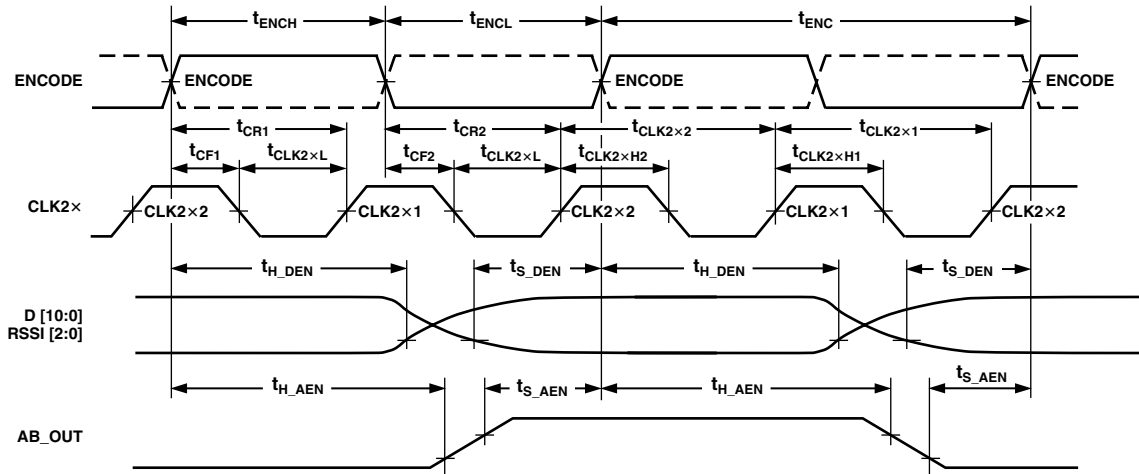 tENCH tENCL tENC
ENCODE ENCODE ENCODE ENCODE
tCR1 tCR2 tCLK2×2 tCLK2×1
tCF1 tCLK2×L tCF2 tCLK2×L tCLK2×H2 tCLK2×H1
CLK2× CLK2×2 CLK2×1 CLK2×2 CLK2×1 CLK2×2
tH_DEN tS_DEN tH_DEN tS_DEN
D [10:0]
RSSI [2:0]
tH_AEN tS_AEN tH_AEN tS_AEN
AB_OUT